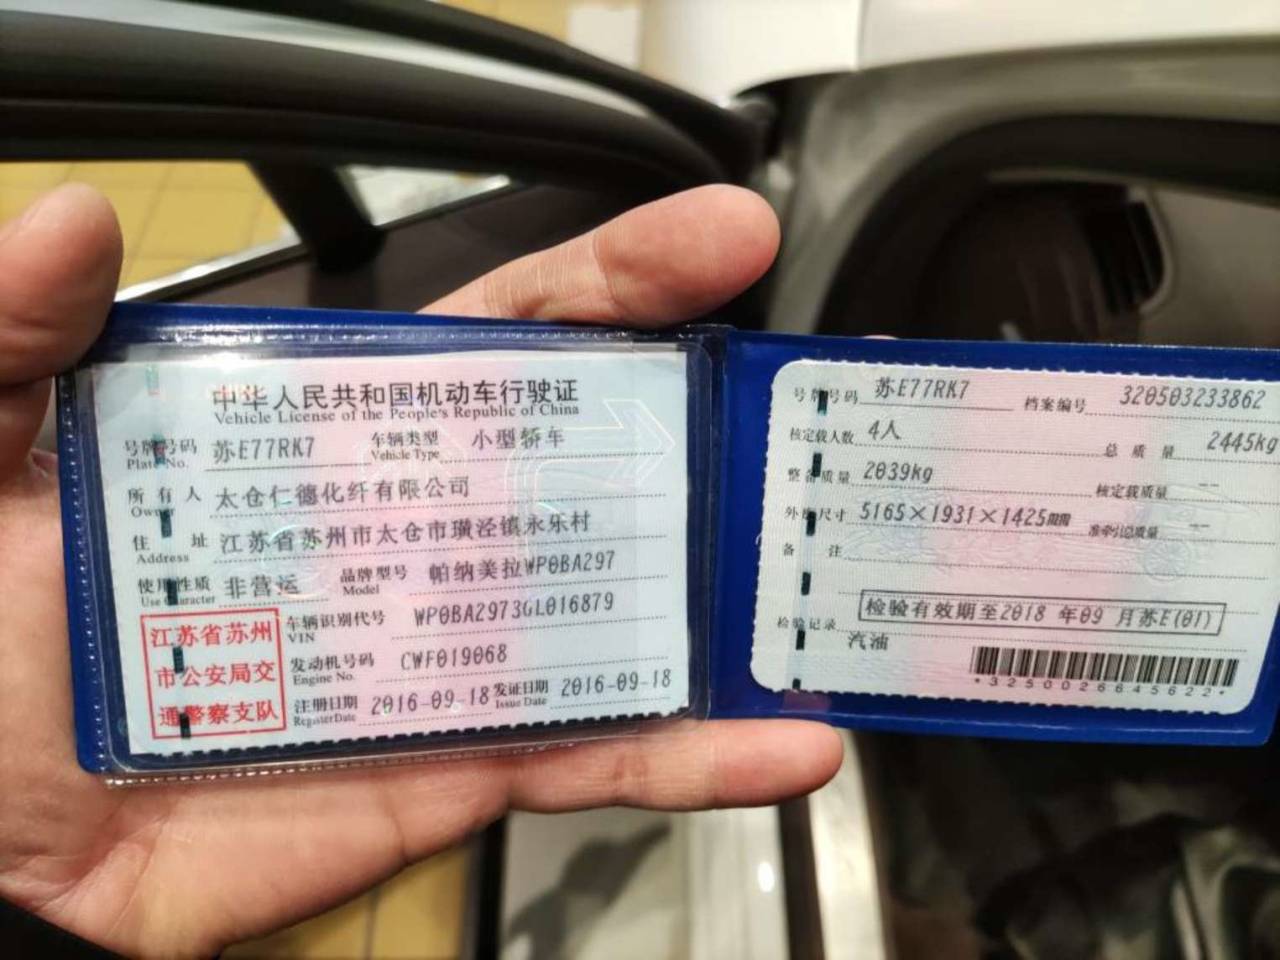 中华人民共和国机动车行驶证
Vehicle License of the People's Republic of China
号牌号码 苏E77RK7 车辆类型 小型轿车
Plate No. Vehicle Type
所有人 太仓仁德化纤有限公司
Owner
住址 江苏省苏州市太仓市璜泾镇永乐村
Address
使用性质 非营运 品牌型号 帕纳美拉WP0BA297
Use Character Model
江苏省苏州
市公安局交
通警察支队
车辆识别代号 WP0BA2973GL016879
VIN
发动机号码 CWF019068
Engine No.
注册日期 2016-09-18 发证日期 2016-09-18
Register Date Issue Date
号牌号码 苏E77RK7 档案编号 320503233862
核定载人数 4人 总质量 2445kg
整备质量 2039kg 核定载质量 --
外廓尺寸 5165×1931×1425 准牵引总质量 --
备注
检验有效期至2018 年09 月苏E(01)
检验记录
汽油
*3250026645622*